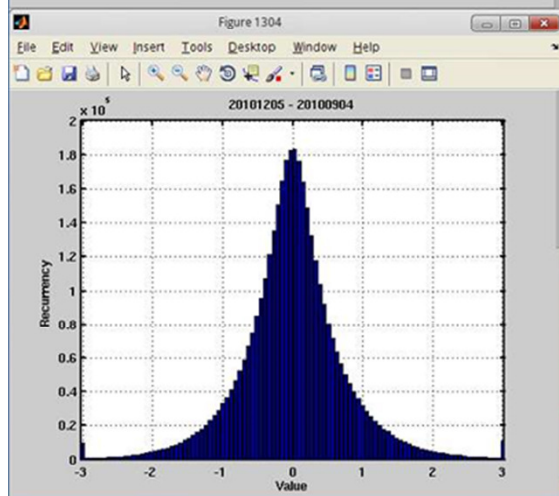 Figure 1304
File Edit View Insert Tools Desktop Window Help
x 10
20101205 - 20100904
2
1.8
1.6
1.4
1.2
1
0.8
0.6
0.4
0.2
0
Recurrency
-3 -2 -1 0 1 2 3
Value